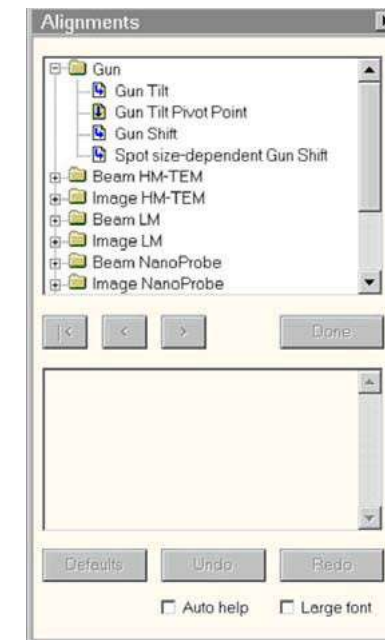 Alignments
Gun
Gun Tilt
Gun Tilt Pivot Point
Gun Shift
Spot size-dependent Gun Shift
Beam HM-TEM
Image HM-TEM
Beam LM
Image LM
Beam NanoProbe
Image NanoProbe
|< < > Done
Defaults Undo Redo
Auto help Large font